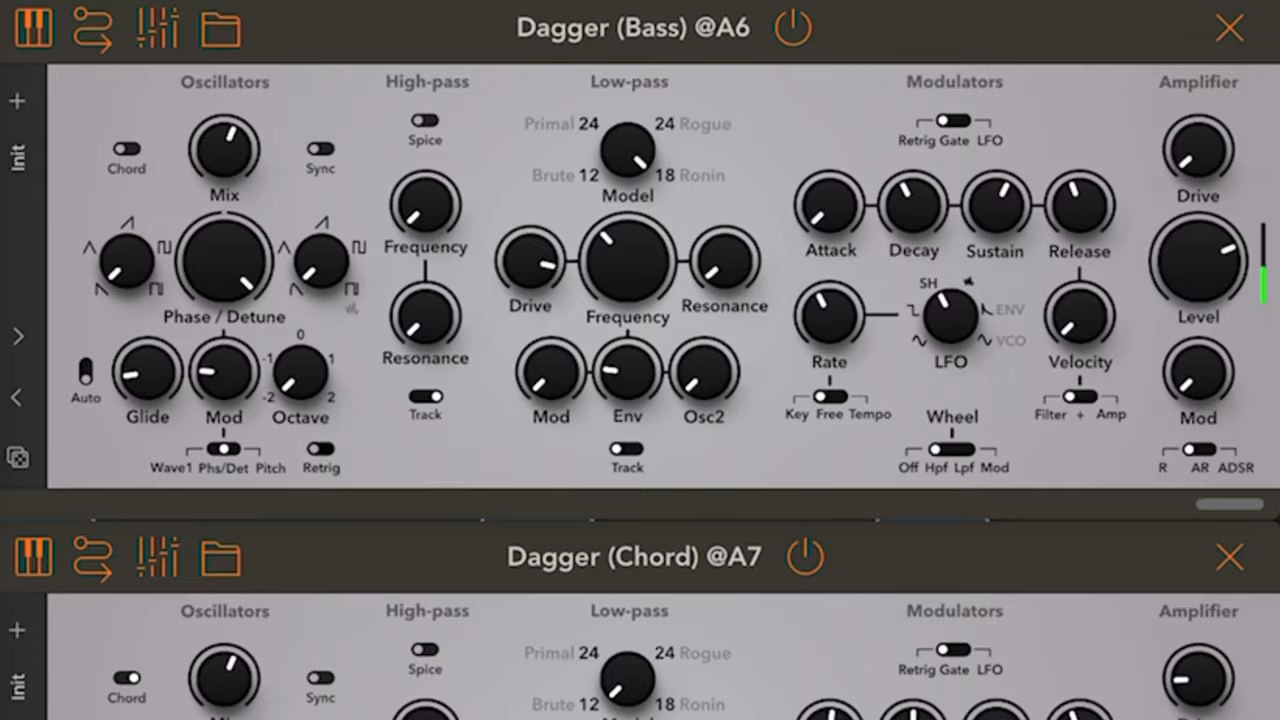 Dagger (Bass) @A6
Oscillators High-pass Low-pass Modulators Amplifier
Init
Primal 24 24 Rogue
Spice
Retrig Gate LFO
Chord Sync
Brute 12 18 Ronin
Mix Model Drive
Frequency Attack Decay Sustain Release
SH
Drive Resonance
ENV
Phase / Detune Frequency Level
0
VCO
-1 1
Resonance Rate LFO Velocity
Auto -2 2
Glide Mod Octave Track Mod Env Osc2 Key Free Tempo Wheel Filter + Amp Mod
Wave1 Phs/Det Pitch Retrig Track Off Hpf Lpf Mod R AR ADSR
Dagger (Chord) @A7
Oscillators High-pass Low-pass Modulators Amplifier
Init
Primal 24 24 Rogue
Spice
Retrig Gate LFO
Chord Sync
Brute 12 18 Ronin